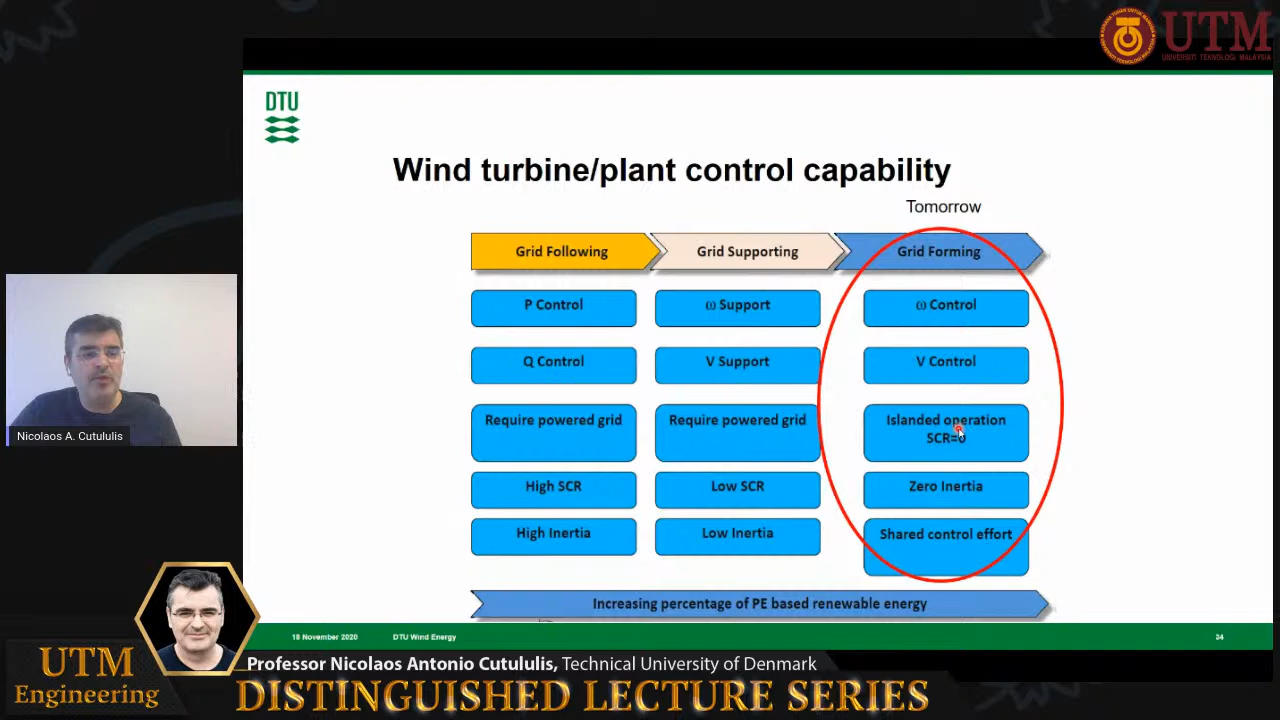 UTM
UNIVERSITI TEKNOLOGI MALAYSIA
DTU
Wind turbine/plant control capability
Tomorrow
Grid Following
Grid Supporting
Grid Forming
P Control
ω Support
ω Control
Q Control
V Support
V Control
Require powered grid
Require powered grid
Islanded operation
SCR=0
High SCR
Low SCR
Zero Inertia
High Inertia
Low Inertia
Shared control effort
Increasing percentage of PE based renewable energy
18 November 2020
DTU Wind Energy
34
Nicolaos A. Cutululis
UTM
Engineering
Professor Nicolaos Antonio Cutululis, Technical University of Denmark
DISTINGUISHED LECTURE SERIES